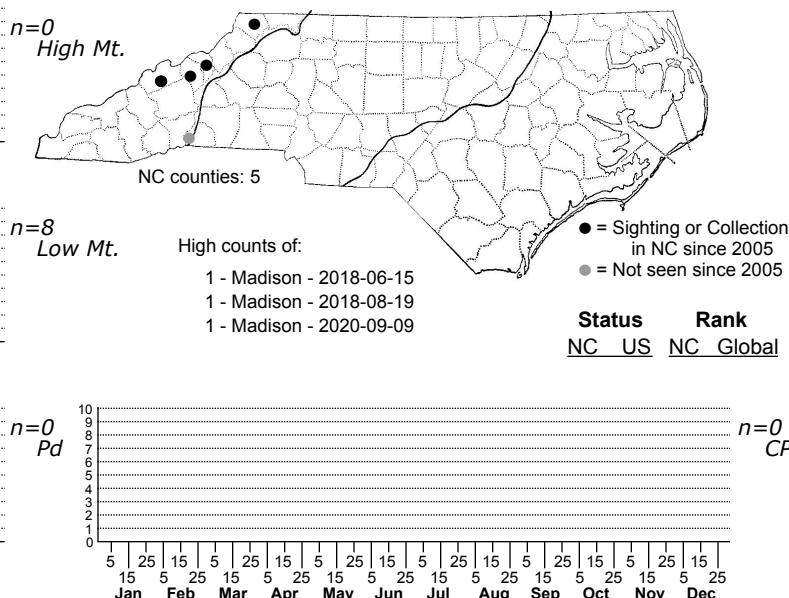 n=0
High Mt.
NC counties: 5
n=8
Low Mt.
High counts of:
1 - Madison - 2018-06-15
1 - Madison - 2018-08-19
1 - Madison - 2020-09-09
● = Sighting or Collection
in NC since 2005
● = Not seen since 2005
Status Rank
NC US NC Global
n=0
Pd
10
9
8
7
6
5
4
3
2
1
0
n=0
CP
5 25 15 5 25 15 5 25 15 5 25 15 5 25 15 5 25 15
15 5 25 15 5 25 15 5 25 15 5 25 15 5 25 15 5 25
Jan Feb Mar Apr May Jun Jul Aug Sep Oct Nov Dec